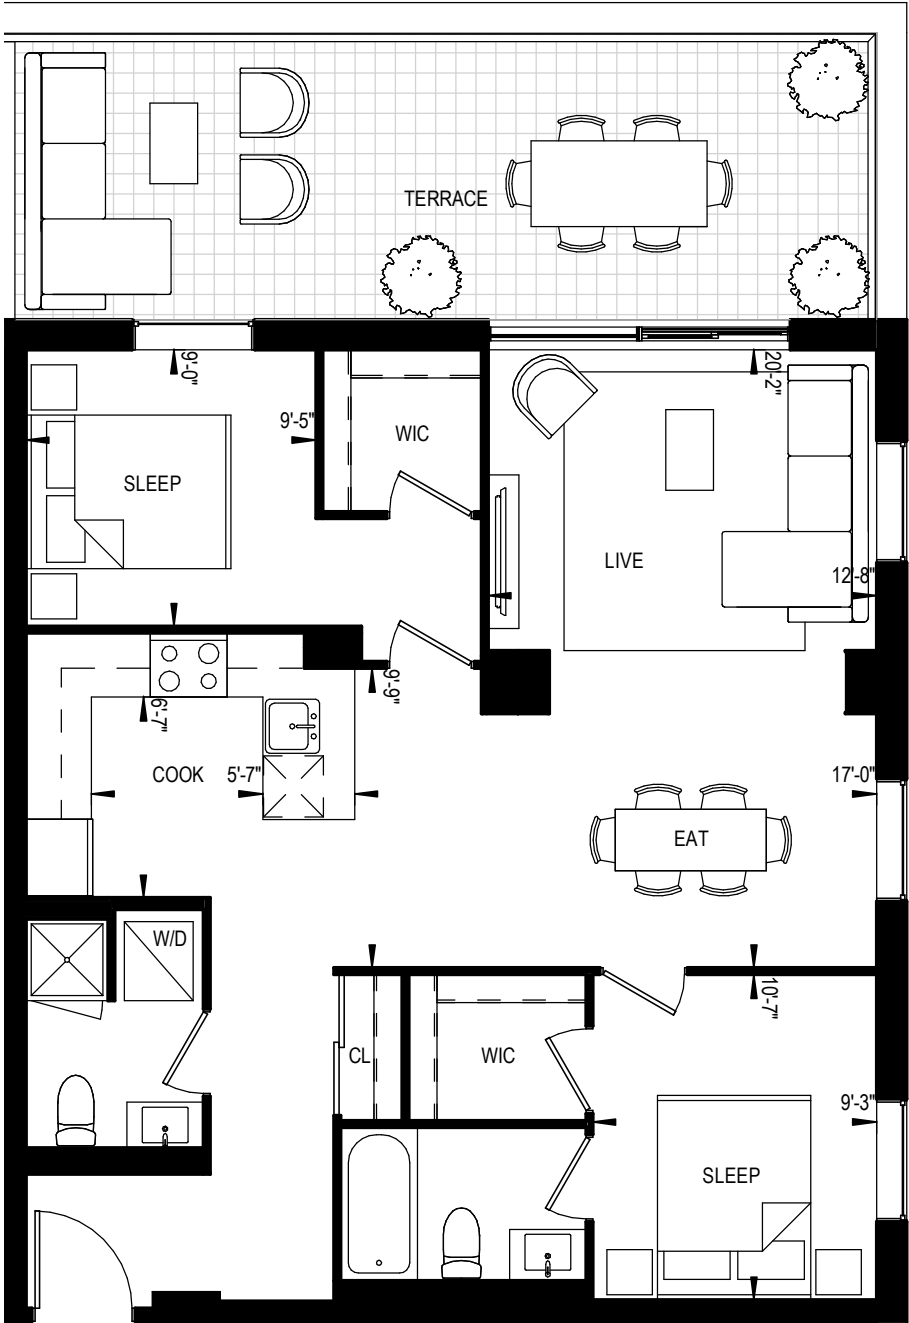 TERRACE
9'-0"
20'-2"
9'-5"
WIC
SLEEP
LIVE
12'-8"
9'-9"
6'-7"
COOK
5'-7"
17'-0"
EAT
W/D
10'-7"
CL
WIC
9'-3"
SLEEP